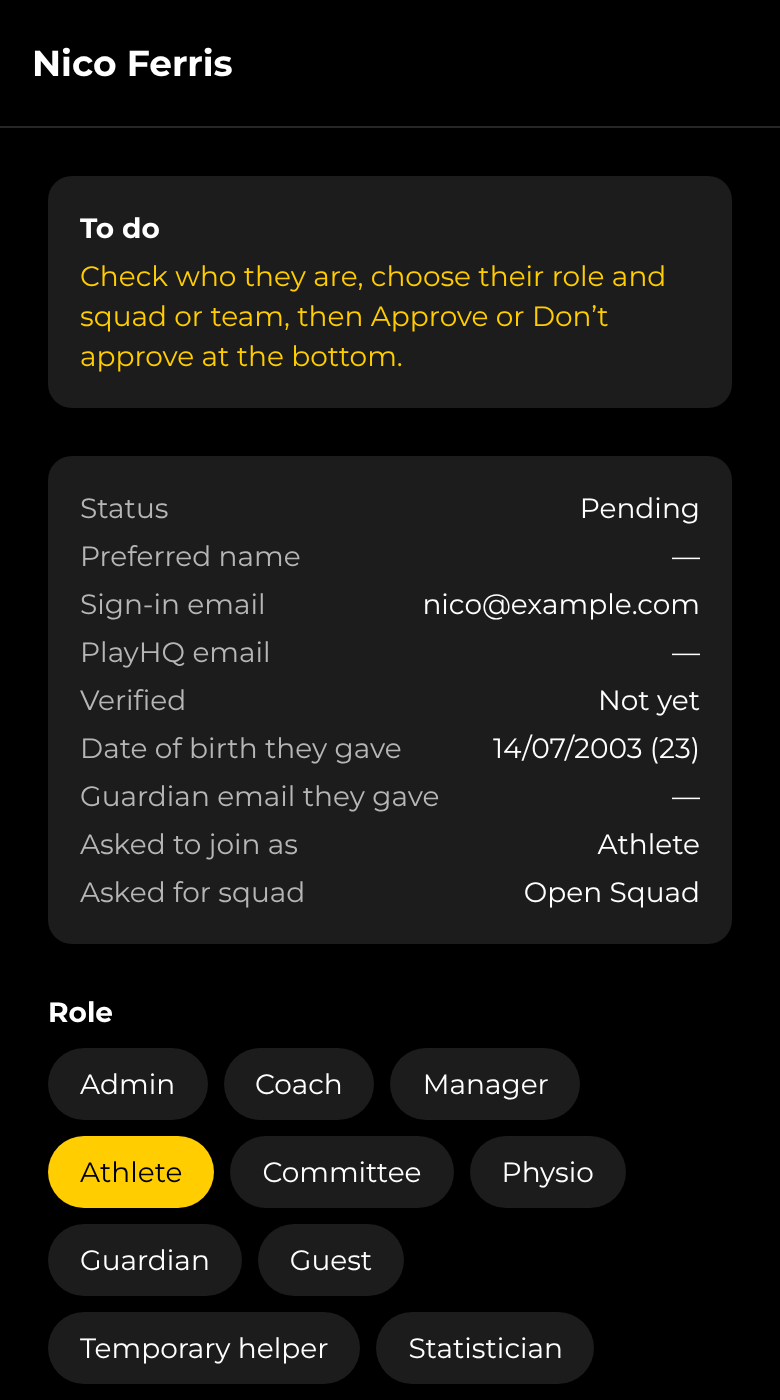 Nico Ferris
To do
Check who they are, choose their role and
squad or team, then Approve or Don’t
approve at the bottom.
Status Pending
Preferred name —
Sign-in email nico@example.com
PlayHQ email —
Verified Not yet
Date of birth they gave 14/07/2003 (23)
Guardian email they gave —
Asked to join as Athlete
Asked for squad Open Squad
Role
Admin Coach Manager
Athlete Committee Physio
Guardian Guest
Temporary helper Statistician